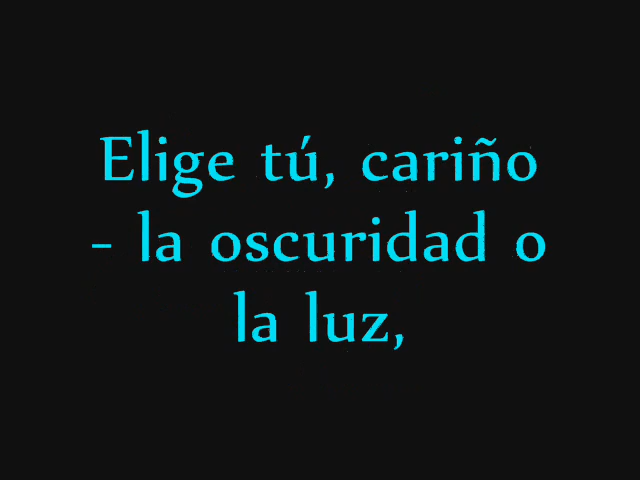 Elige tú, cariño
- la oscuridad o
la luz,